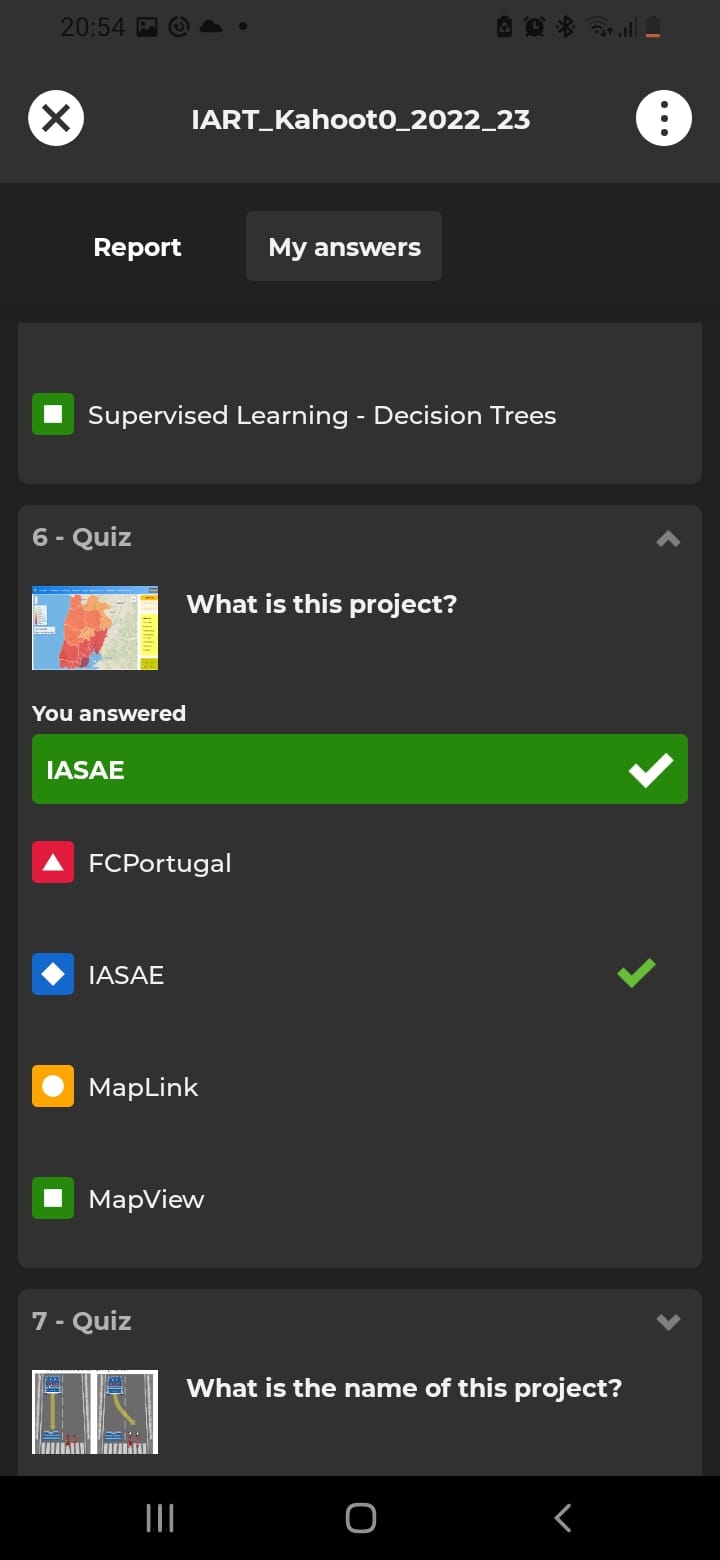 20:54
IART_Kahoot0_2022_23
Report
My answers
Supervised Learning - Decision Trees
6 - Quiz
What is this project?
You answered
IASAE
FCPortugal
IASAE
MapLink
MapView
7 - Quiz
What is the name of this project?